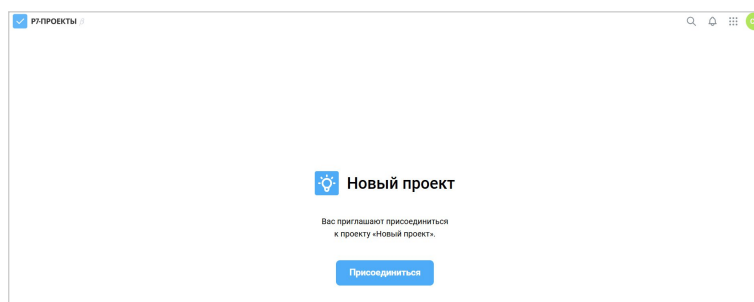 Р7-ПРОЕКТЫ
Новый проект
Вас приглашают присоединиться
к проекту «Новый проект».
Присоединиться